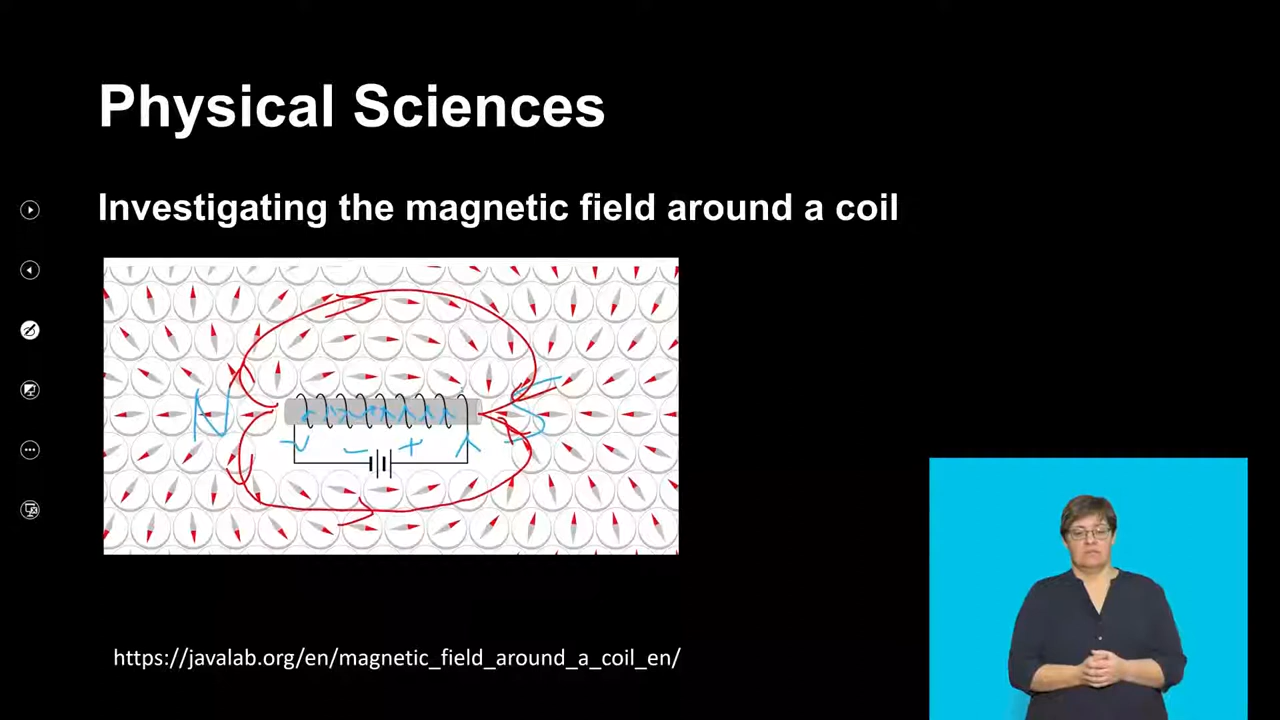 Physical Sciences
Investigating the magnetic field around a coil
N
S
- +
https://javalab.org/en/magnetic_field_around_a_coil_en/